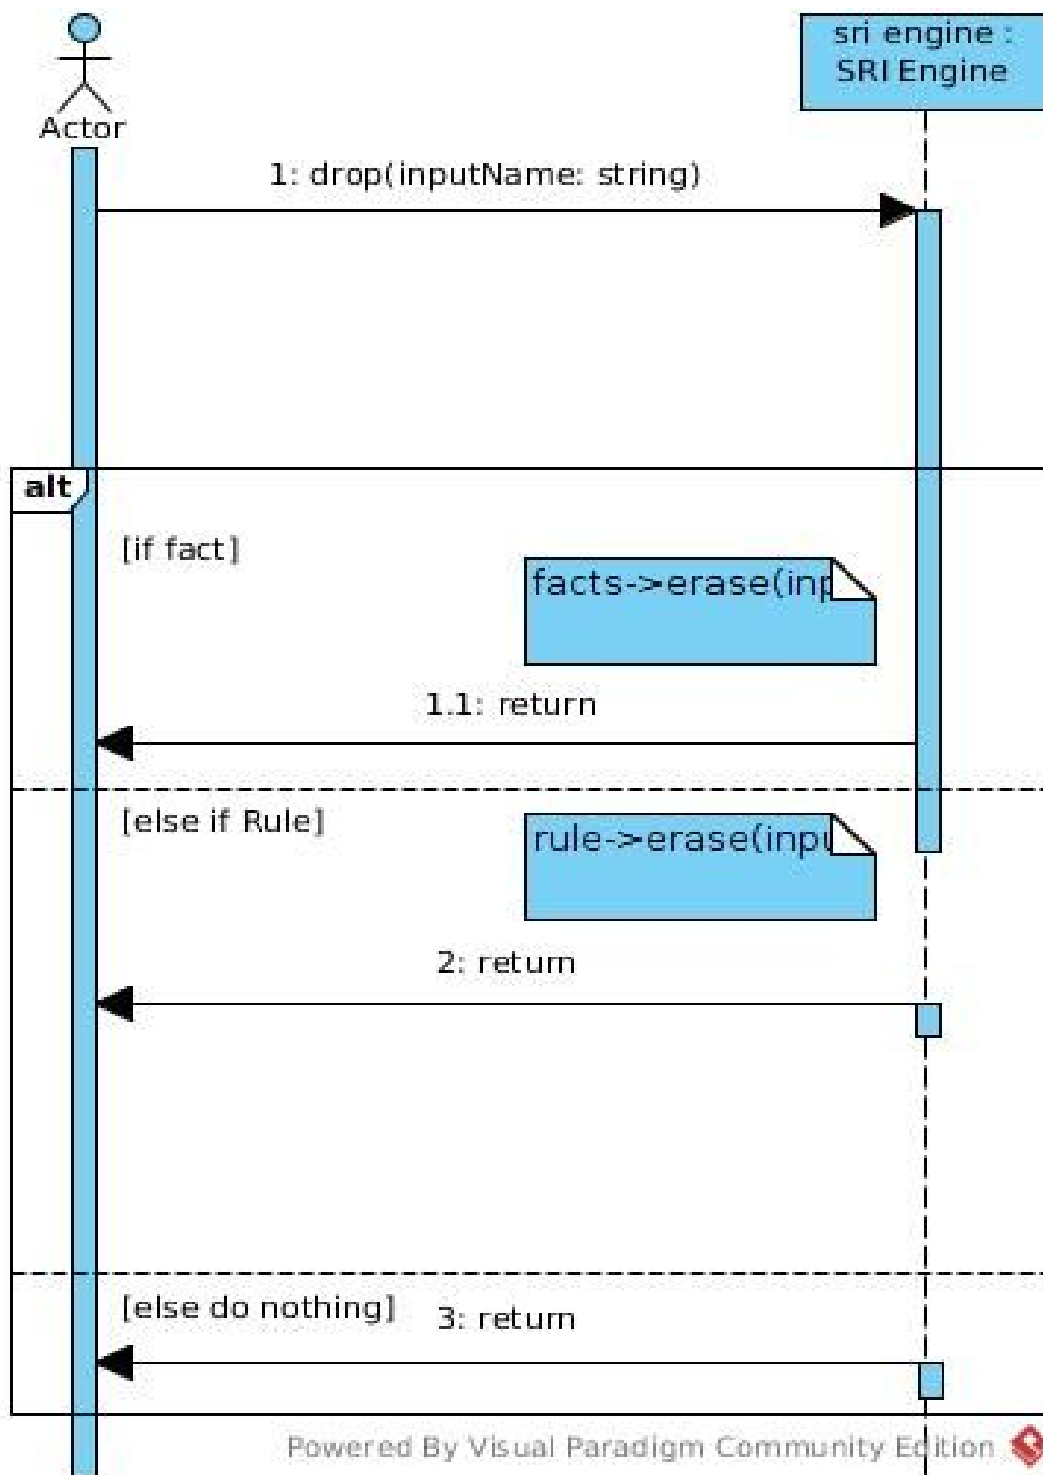 sri engine :
SRI Engine
Actor
1: drop(inputName: string)
alt
[if fact]
facts->erase(inp
1.1: return
[else if Rule]
rule->erase(inpu
2: return
[else do nothing]
3: return
Powered By Visual Paradigm Community Edition